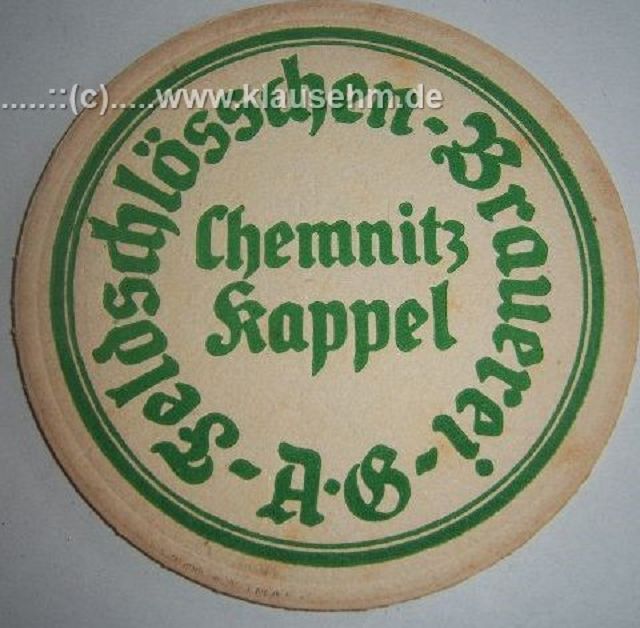 .....::(c).....www.klausehm.de
Feldschlösschen-Brauerei-A.G-
Chemnitz
Kappel